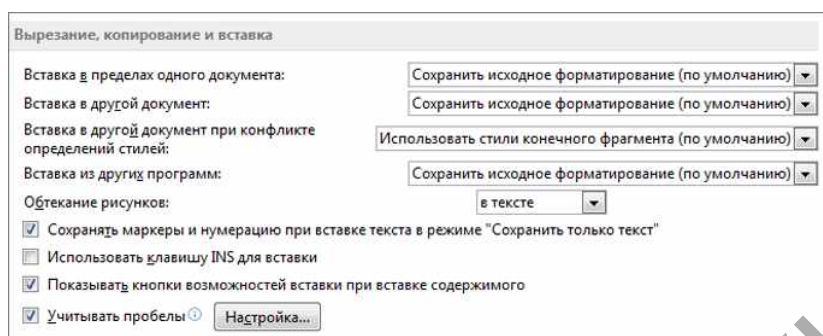 Вырезание, копирование и вставка
Вставка в пределах одного документа: Сохранить исходное форматирование (по умолчанию)
Вставка в другой документ: Сохранить исходное форматирование (по умолчанию)
Вставка в другой документ при конфликте
определений стилей: Использовать стили конечного фрагмента (по умолчанию)
Вставка из других программ: Сохранить исходное форматирование (по умолчанию)
Обтекание рисунков: в тексте
Сохранять маркеры и нумерацию при вставке текста в режиме "Сохранить только текст"
Использовать клавишу INS для вставки
Показывать кнопки возможностей вставки при вставке содержимого
Учитывать пробелы Настройка...